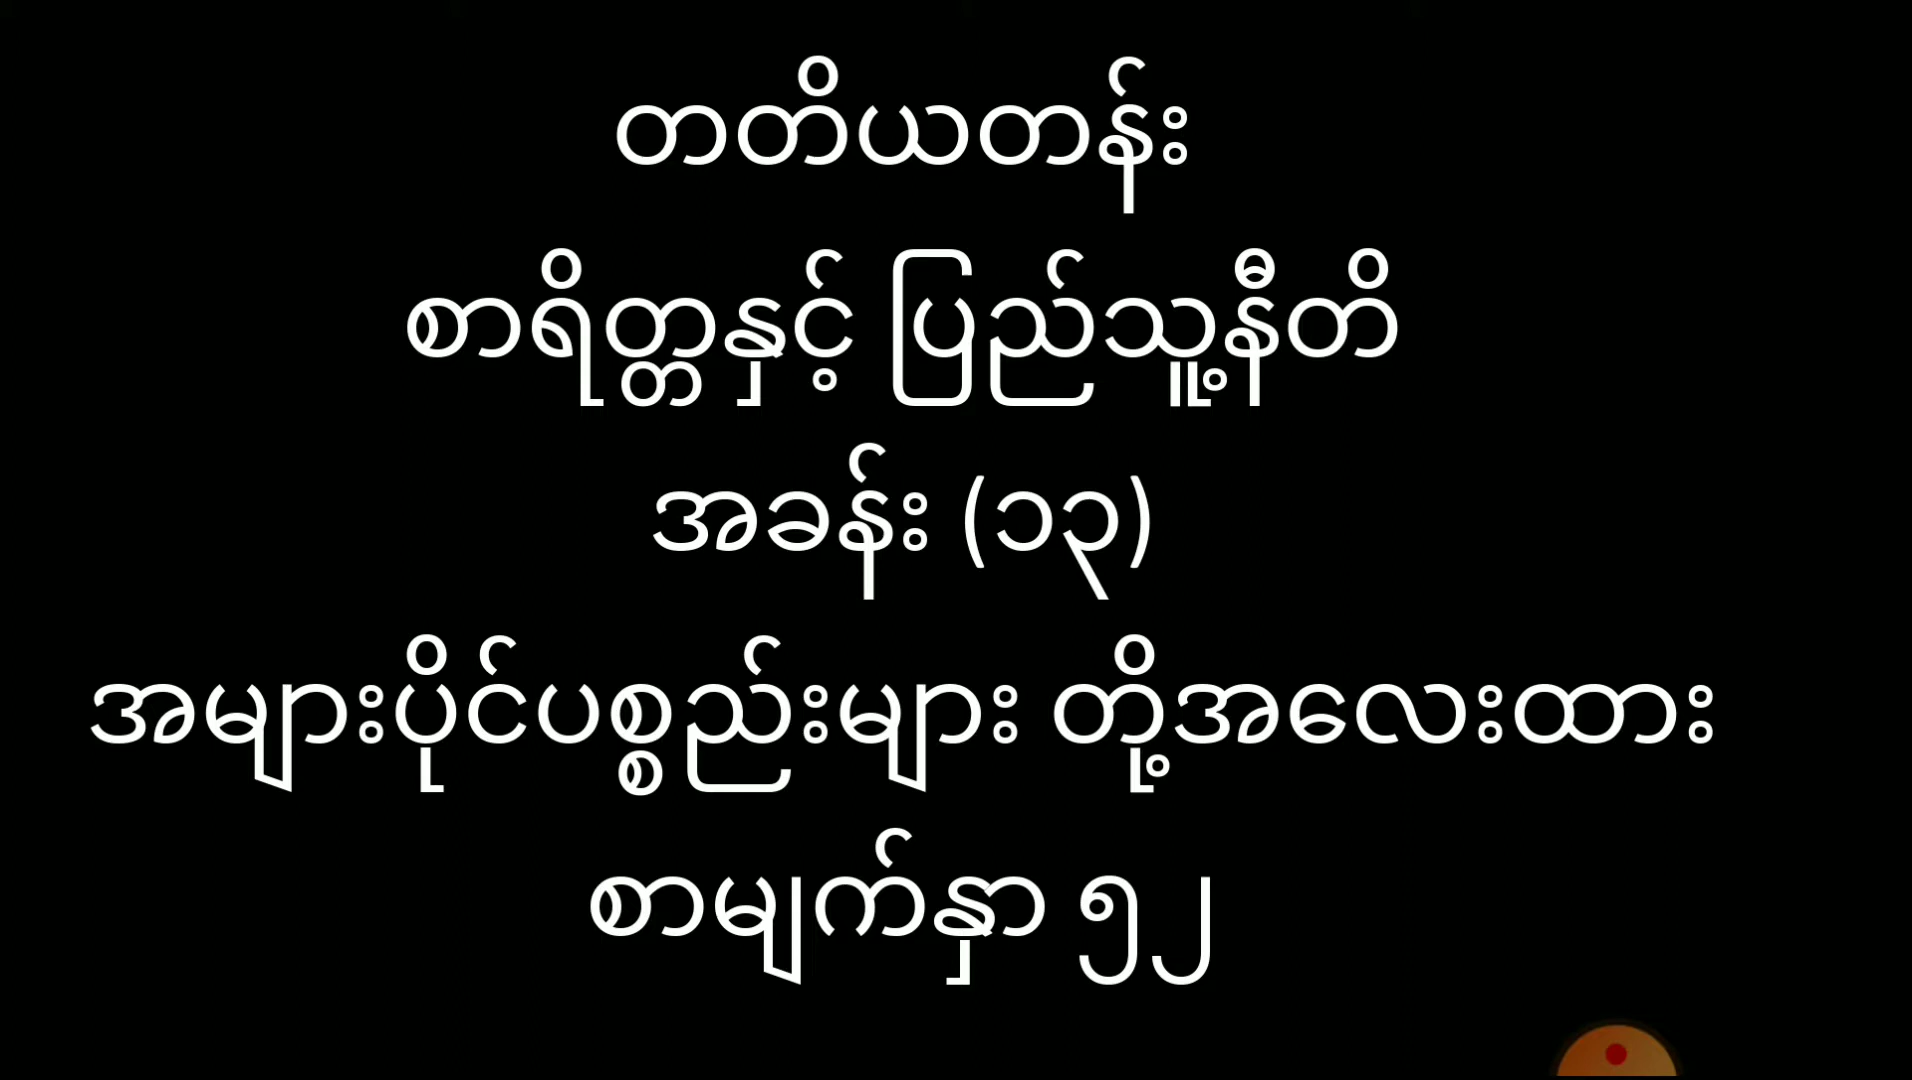 တတိယတန်း
စာရိတ္တနှင့် ပြည်သူ့နီတိ
အခန်း (၁၃)
အများပိုင်ပစ္စည်းများ တို့အလေးထား
စာမျက်နှာ ၅၂